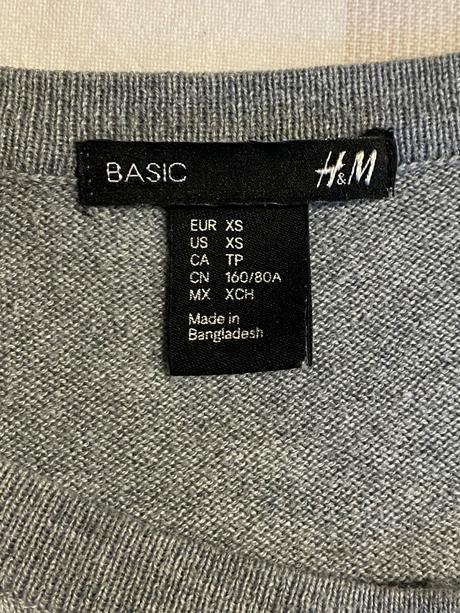 BASIC H&M
EUR XS
US XS
CA TP
CN 160/80A
MX XCH
Made in
Bangladesh